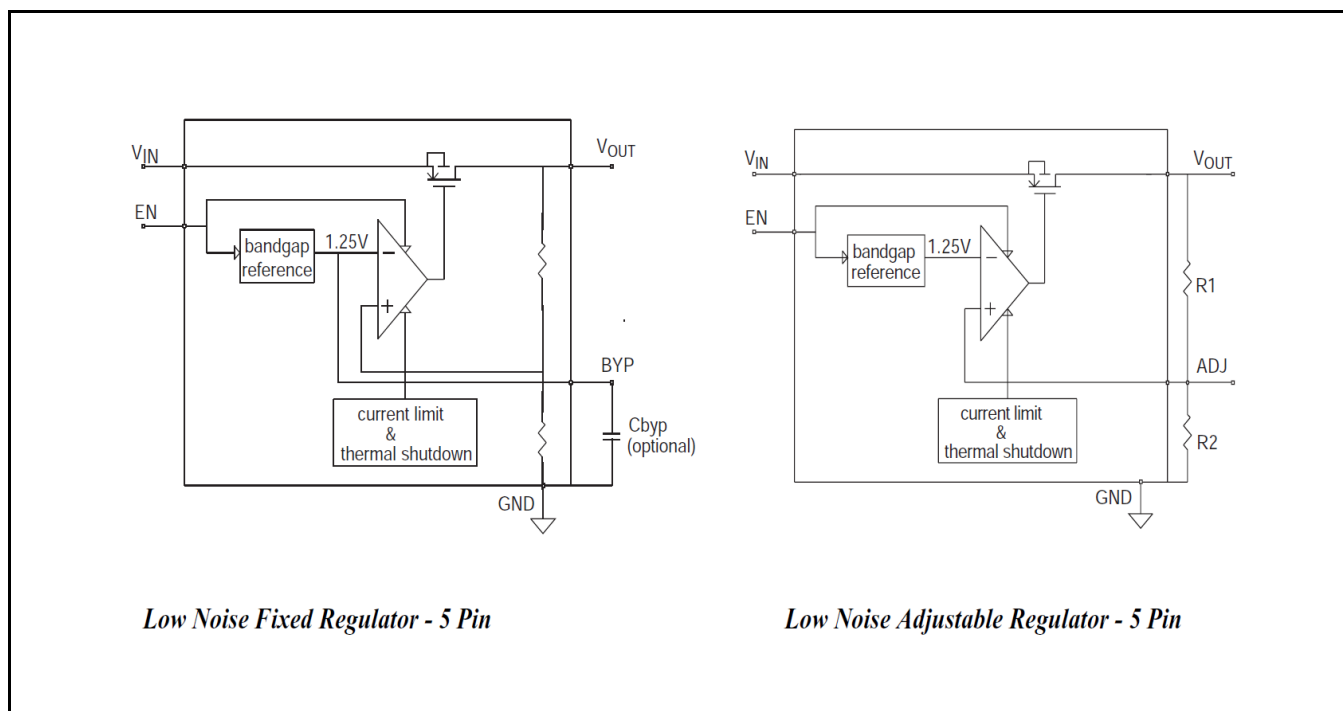 VIN
VOUT
EN
bandgap
reference
1.25V
−
+
BYP
current limit
&
thermal shutdown
Cbyp
(optional)
GND
Low Noise Fixed Regulator - 5 Pin
VIN
VOUT
EN
bandgap
reference
1.25V
−
+
R1
ADJ
current limit
&
thermal shutdown
R2
GND
Low Noise Adjustable Regulator - 5 Pin